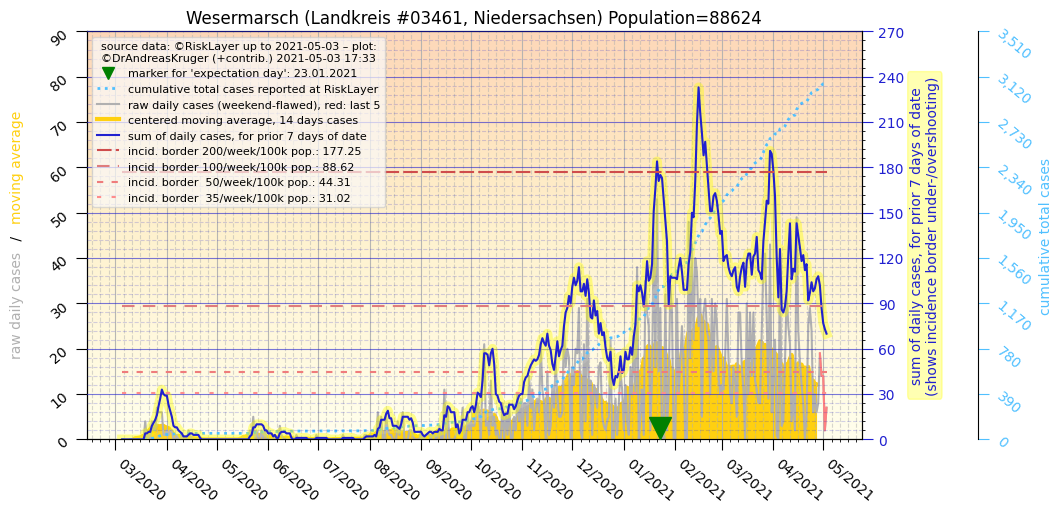 Wesermarsch (Landkreis #03461, Niedersachsen) Population=88624
source data: ©RiskLayer up to 2021-05-03 – plot:
©DrAndreasKruger (+contrib.) 2021-05-03 17:33
marker for 'expectation day': 23.01.2021
cumulative total cases reported at RiskLayer
raw daily cases (weekend-flawed), red: last 5
centered moving average, 14 days cases
sum of daily cases, for prior 7 days of date
incid. border 200/week/100k pop.: 177.25
incid. border 100/week/100k pop.: 88.62
incid. border  50/week/100k pop.: 44.31
incid. border  35/week/100k pop.: 31.02
raw daily cases  /  moving average
90
80
70
60
50
40
30
20
10
0
03/2020
04/2020
05/2020
06/2020
07/2020
08/2020
09/2020
10/2020
11/2020
12/2020
01/2021
02/2021
03/2021
04/2021
05/2021
270
240
210
180
150
120
90
60
30
0
sum of daily cases, for prior 7 days of date
(shows incidence border under-/overshooting)
3,510
3,120
2,730
2,340
1,950
1,560
1,170
780
390
0
cumulative total cases